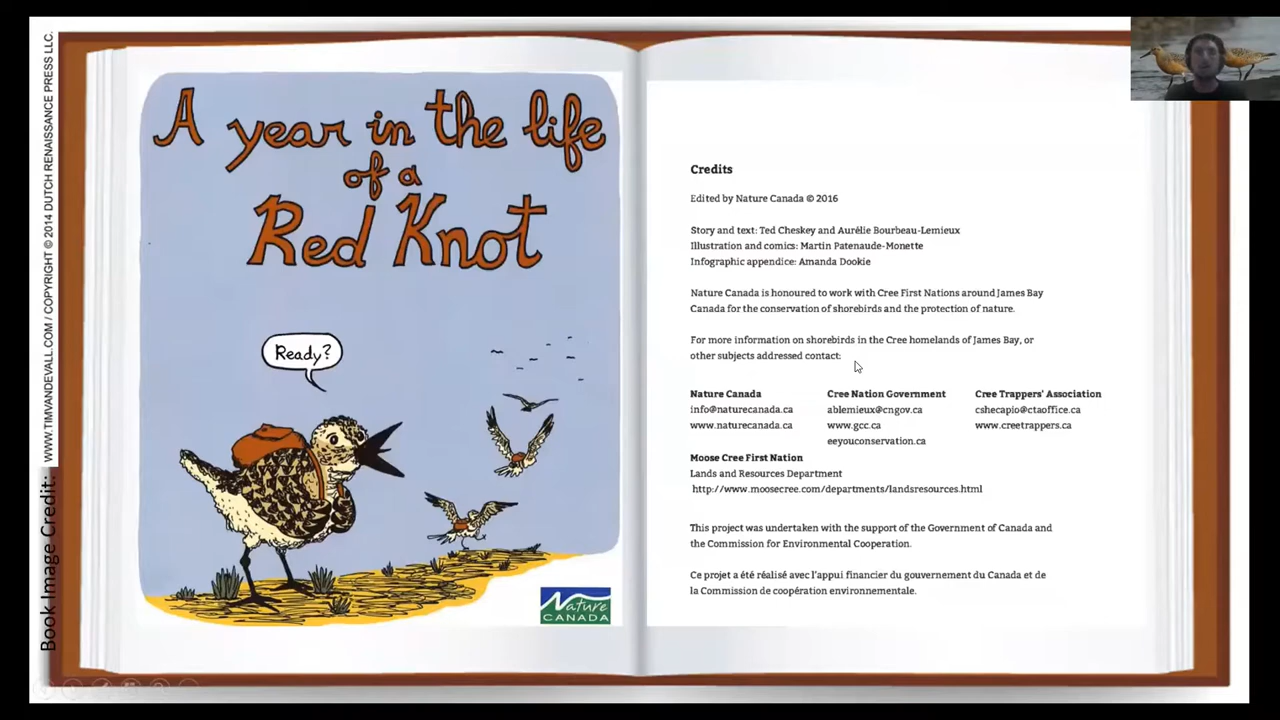 WWW.TIMVANDEVALL.COM / COPYRIGHT © 2014 DUTCH RENAISSANCE PRESS LLC.
Book Image Credit:
A year in the life
of a
Red Knot
Ready?
Nature
CANADA
Credits
Edited by Nature Canada © 2016
Story and text: Ted Cheskey and Aurélie Bourbeau-Lemieux
Illustration and comics: Martin Patenaude-Monette
Infographic appendice: Amanda Dookie
Nature Canada is honoured to work with Cree First Nations around James Bay
Canada for the conservation of shorebirds and the protection of nature.
For more information on shorebirds in the Cree homelands of James Bay, or
other subjects addressed contact:
Nature Canada
info@naturecanada.ca
www.naturecanada.ca
Cree Nation Government
ablemieux@cngov.ca
www.gcc.ca
eeyouconservation.ca
Cree Trappers' Association
cshecapio@ctaoffice.ca
www.creetrappers.ca
Moose Cree First Nation
Lands and Resources Department
http://www.moosecree.com/departments/landsresources.html
This project was undertaken with the support of the Government of Canada and
the Commission for Environmental Cooperation.
Ce projet a été réalisé avec l'appui financier du gouvernement du Canada et de
la Commission de coopération environnementale.